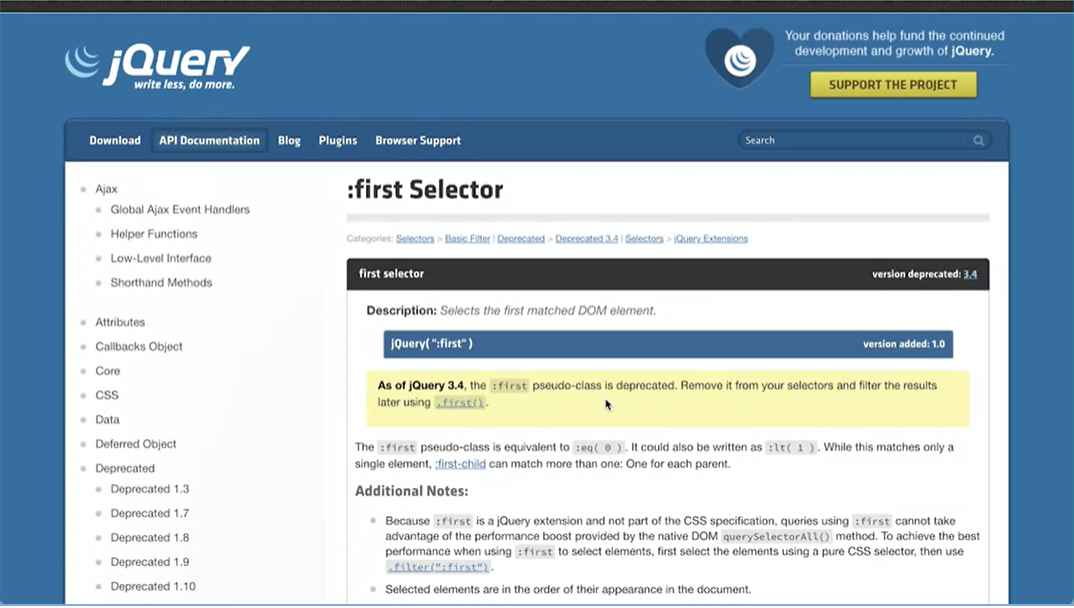 jQuery
write less, do more.
Your donations help fund the continued
development and growth of jQuery.
SUPPORT THE PROJECT
Download API Documentation Blog Plugins Browser Support Search
Ajax
Global Ajax Event Handlers
Helper Functions
Low-Level Interface
Shorthand Methods
Attributes
Callbacks Object
Core
CSS
Data
Deferred Object
Deprecated
Deprecated 1.3
Deprecated 1.7
Deprecated 1.8
Deprecated 1.9
Deprecated 1.10
:first Selector
Categories: Selectors > Basic Filter | Deprecated > Deprecated 3.4 | Selectors > jQuery Extensions
first selector version deprecated: 3.4
Description: Selects the first matched DOM element.
jQuery( ":first" ) version added: 1.0
As of jQuery 3.4, the :first pseudo-class is deprecated. Remove it from your selectors and filter the results
later using .first().
The :first pseudo-class is equivalent to :eq( 0 ). It could also be written as :lt( 1 ). While this matches only a
single element, :first-child can match more than one: One for each parent.
Additional Notes:
Because :first is a jQuery extension and not part of the CSS specification, queries using :first cannot take
advantage of the performance boost provided by the native DOM querySelectorAll() method. To achieve the best
performance when using :first to select elements, first select the elements using a pure CSS selector, then use
.filter(":first").
Selected elements are in the order of their appearance in the document.